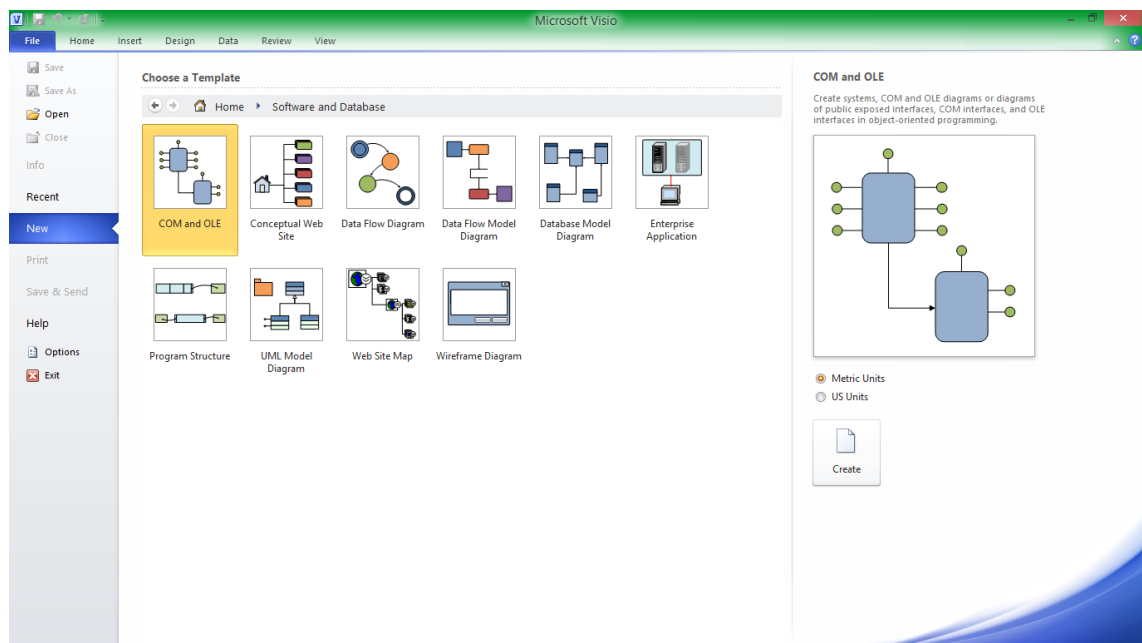 Microsoft Visio
File Home Insert Design Data Review View
Save
Save As
Open
Close
Info
Recent
New
Print
Save & Send
Help
Options
Exit
Choose a Template
Home Software and Database
COM and OLE
Conceptual Web
Site
Data Flow Diagram
Data Flow Model
Diagram
Database Model
Diagram
Enterprise
Application
Program Structure
UML Model
Diagram
Web Site Map
Wireframe Diagram
COM and OLE
Create systems, COM and OLE diagrams or diagrams
of public exposed interfaces, COM interfaces, and OLE
interfaces in object-oriented programming.
Metric Units
US Units
Create